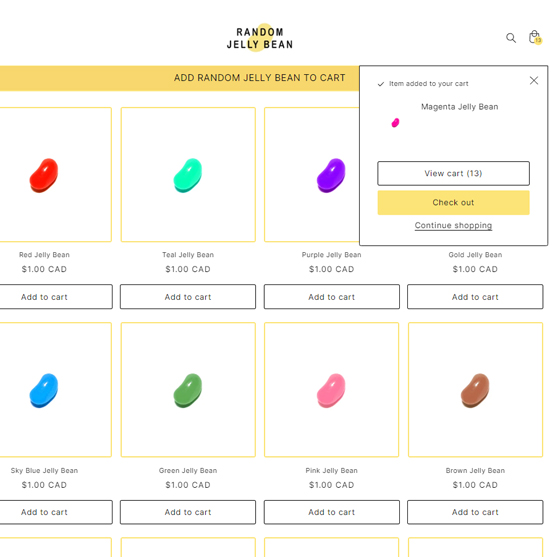 RANDOM
JELLY BEAN
13
ADD RANDOM JELLY BEAN TO CART
Item added to your cart
Magenta Jelly Bean
View cart (13)
Check out
Continue shopping
Red Jelly Bean
$1.00 CAD
Add to cart
Teal Jelly Bean
$1.00 CAD
Add to cart
Purple Jelly Bean
$1.00 CAD
Add to cart
Gold Jelly Bean
$1.00 CAD
Add to cart
Sky Blue Jelly Bean
$1.00 CAD
Add to cart
Green Jelly Bean
$1.00 CAD
Add to cart
Pink Jelly Bean
$1.00 CAD
Add to cart
Brown Jelly Bean
$1.00 CAD
Add to cart